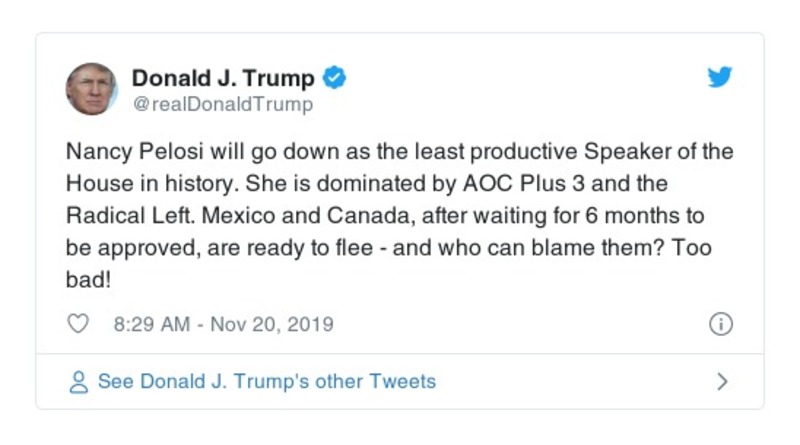 Donald J. Trump
@realDonaldTrump
Nancy Pelosi will go down as the least productive Speaker of the
House in history. She is dominated by AOC Plus 3 and the
Radical Left. Mexico and Canada, after waiting for 6 months to
be approved, are ready to flee - and who can blame them? Too
bad!
8:29 AM - Nov 20, 2019
See Donald J. Trump's other Tweets